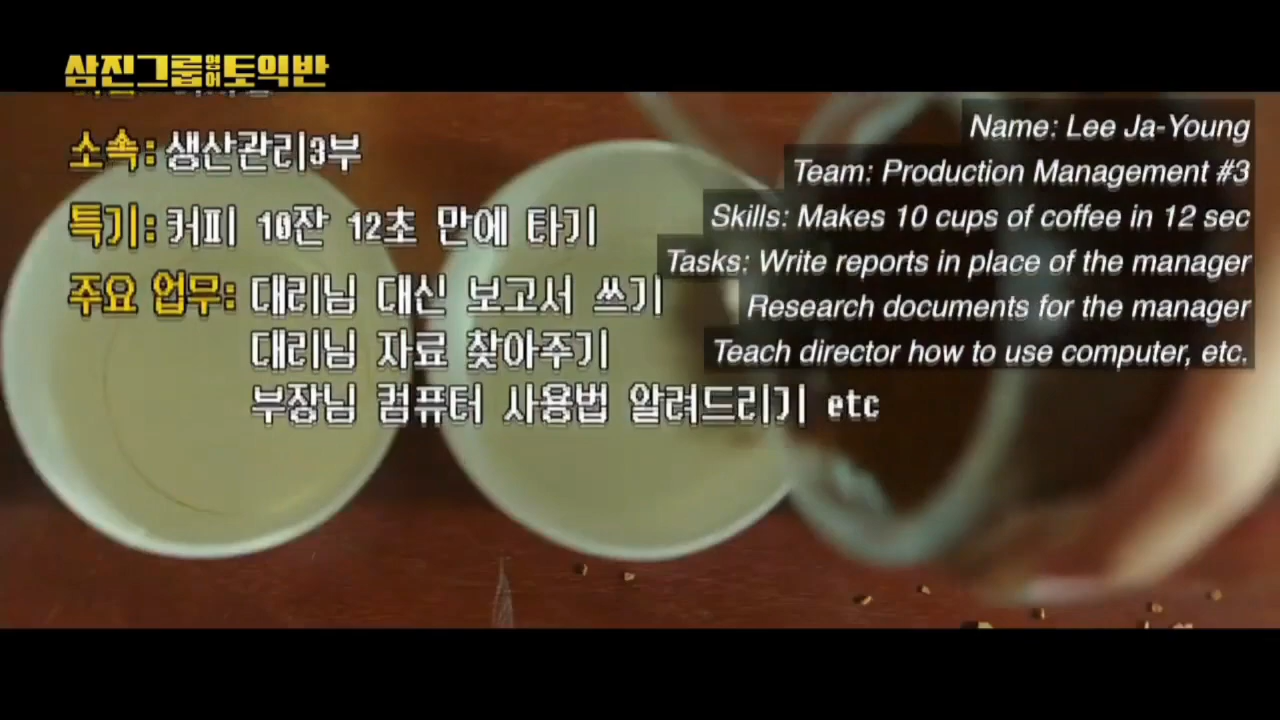 삼진그룹영어토익반
소속: 생산관리3부
특기: 커피 10잔 12초 만에 타기
주요 업무: 대리님 대신 보고서 쓰기
대리님 자료 찾아주기
부장님 컴퓨터 사용법 알려드리기 etc
Name: Lee Ja-Young
Team: Production Management #3
Skills: Makes 10 cups of coffee in 12 sec
Tasks: Write reports in place of the manager
Research documents for the manager
Teach director how to use computer, etc.